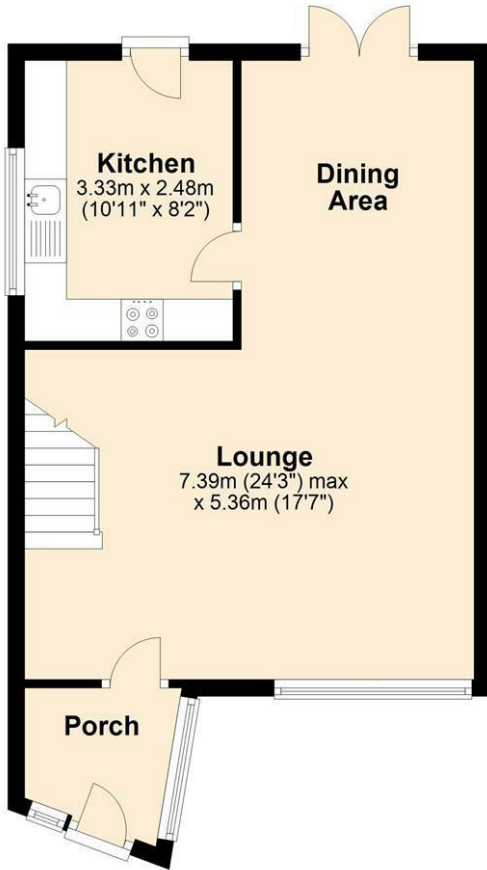 Kitchen
3.33m x 2.48m
(10'11" x 8'2")
Dining
Area
Lounge
7.39m (24'3") max
x 5.36m (17'7")
Porch